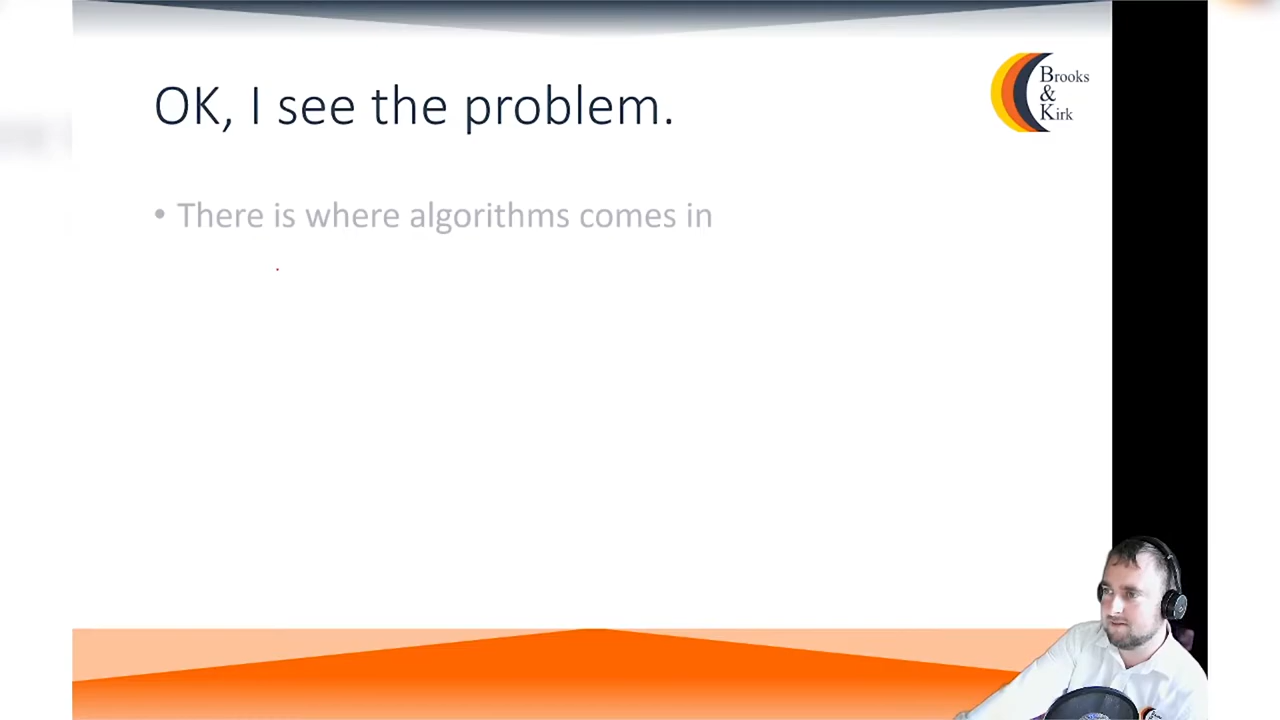 OK, I see the problem.
Brooks
&
Kirk
• There is where algorithms comes in